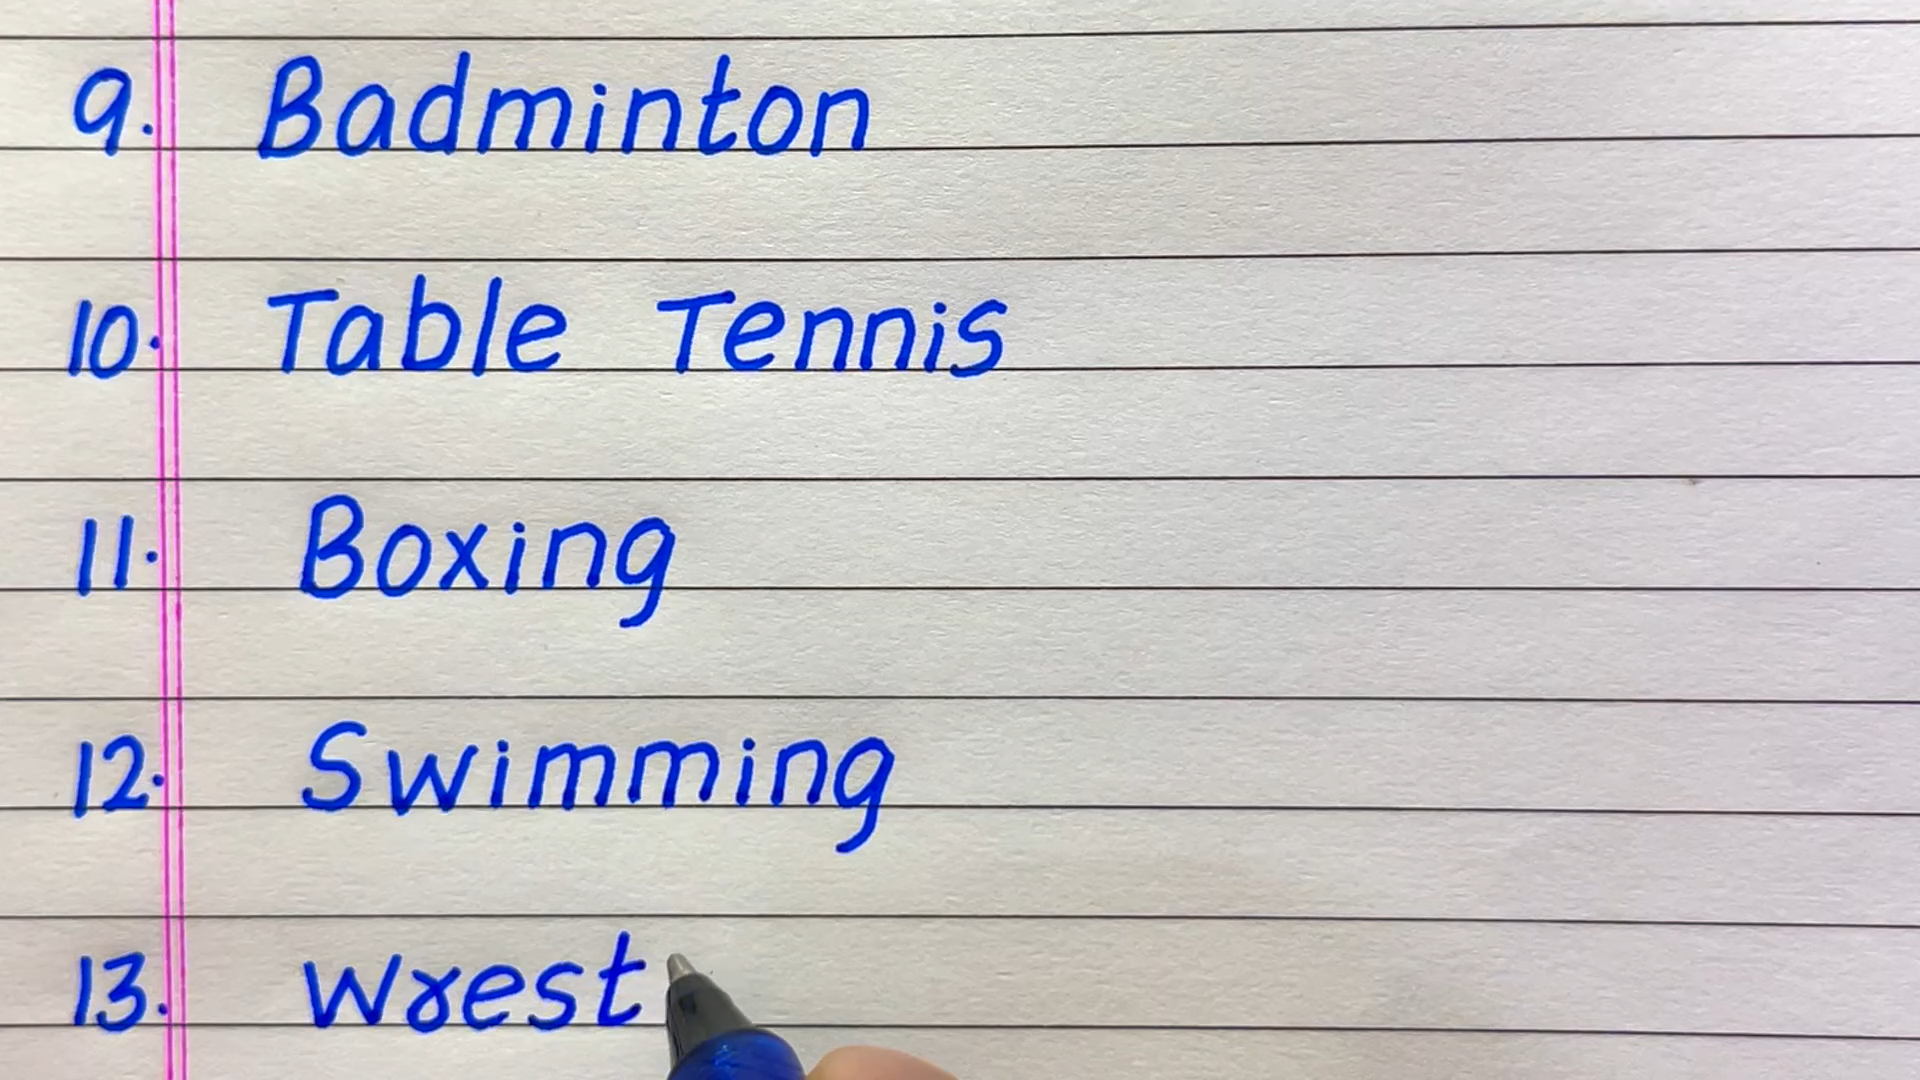 9. Badminton
10. Table Tennis
11. Boxing
12. Swimming
13. Wrest